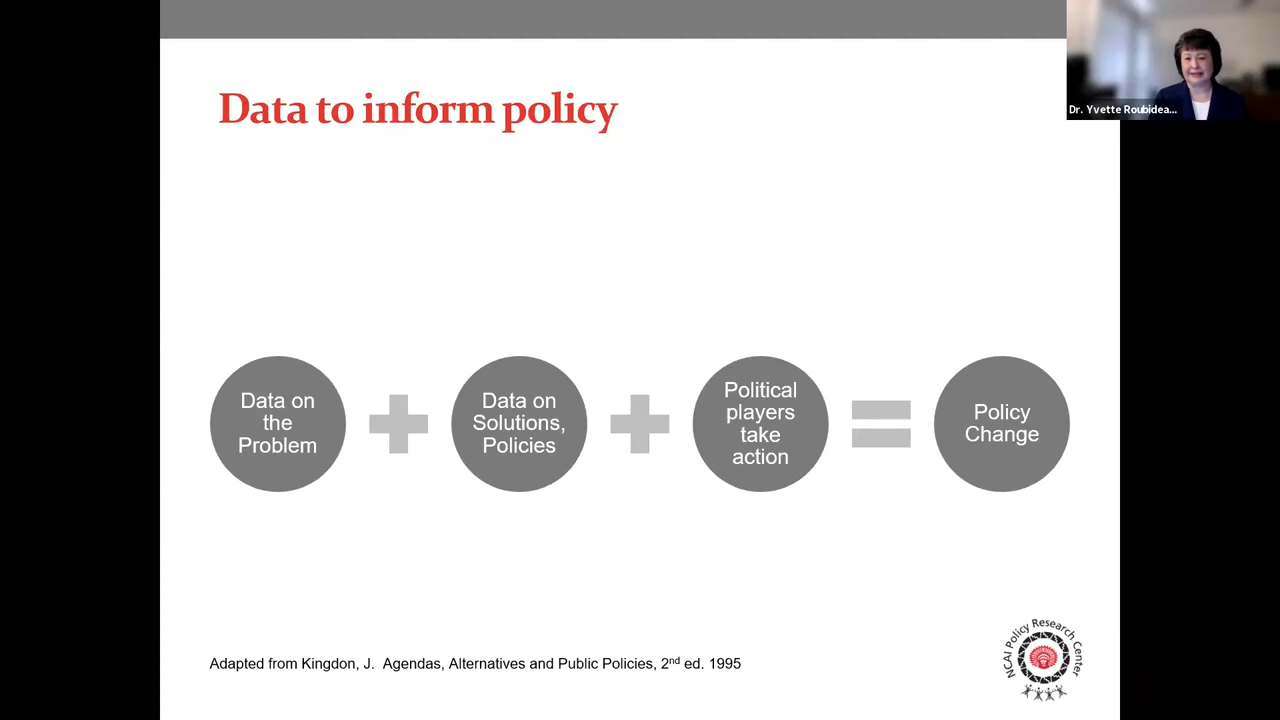 Data to inform policy
Dr. Yvette Roubidea...
Data on
the
Problem
Data on
Solutions,
Policies
Political
players
take
action
Policy
Change
Adapted from Kingdon, J.  Agendas, Alternatives and Public Policies, 2nd ed. 1995
NCAI Policy Research Center